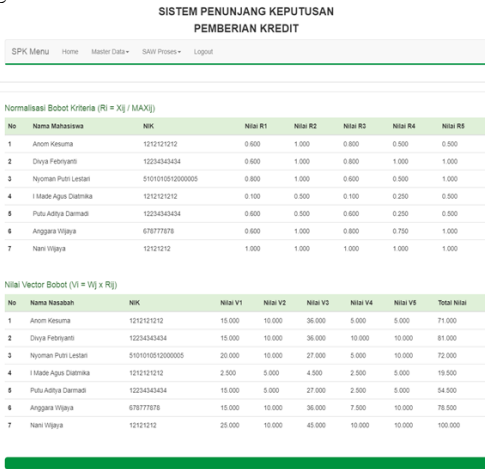 SISTEM PENUNJANG KEPUTUSAN
PEMBERIAN KREDIT
SPK Menu Home Master Data SAW Proses Logout
Normalisasi Bobot Kriteria (Ri = Xij / MAXij)
No Nama Mahasiswa NIK Nilai R1 Nilai R2 Nilai R3 Nilai R4 Nilai R5
1 Anom Kesuma 1212121212 0.600 1.000 0.800 0.500 0.500
2 Divya Febriyanti 12234343434 0.600 1.000 0.800 1.000 1.000
3 Nyoman Putri Lestari 5101010512000005 0.800 1.000 0.600 0.500 1.000
4 I Made Agus Diatmika 1212121212 0.100 0.500 0.100 0.250 0.500
5 Putu Aditya Darmadi 12234343434 0.600 0.500 0.600 0.250 0.500
6 Anggara Wijaya 678777878 0.600 1.000 0.800 0.750 1.000
7 Nani Wijaya 12121212 1.000 1.000 1.000 1.000 1.000
Nilai Vector Bobot (Vi = Wj x Rij)
No Nama Nasabah NIK Nilai V1 Nilai V2 Nilai V3 Nilai V4 Nilai V5 Total Nilai
1 Anom Kesuma 1212121212 15.000 10.000 36.000 5.000 5.000 71.000
2 Divya Febriyanti 12234343434 15.000 10.000 36.000 10.000 10.000 81.000
3 Nyoman Putri Lestari 5101010512000005 20.000 10.000 27.000 5.000 10.000 72.000
4 I Made Agus Diatmika 1212121212 2.500 5.000 4.500 2.500 5.000 19.500
5 Putu Aditya Darmadi 12234343434 15.000 5.000 27.000 2.500 5.000 54.500
6 Anggara Wijaya 678777878 15.000 10.000 36.000 7.500 10.000 78.500
7 Nani Wijaya 12121212 25.000 10.000 45.000 10.000 10.000 100.000